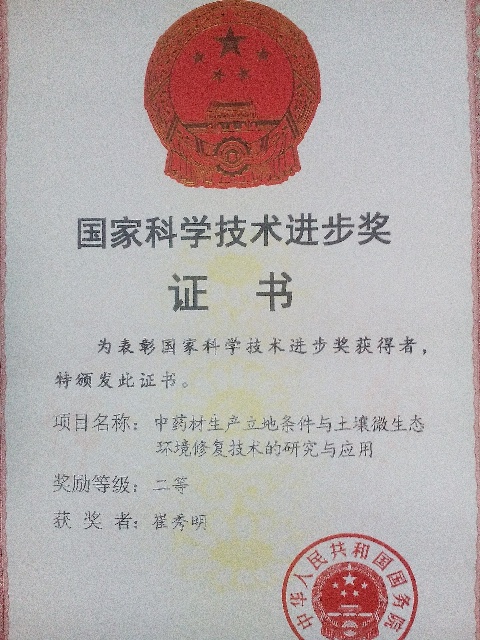 国家科学技术进步奖
证 书
为表彰国家科学技术进步奖获得者，
特颁发此证书。
项目名称：中药材生产立地条件与土壤微生态
环境修复技术的研究与应用
奖励等级：二等
获 奖 者：崔秀明
中华人民共和国国务院